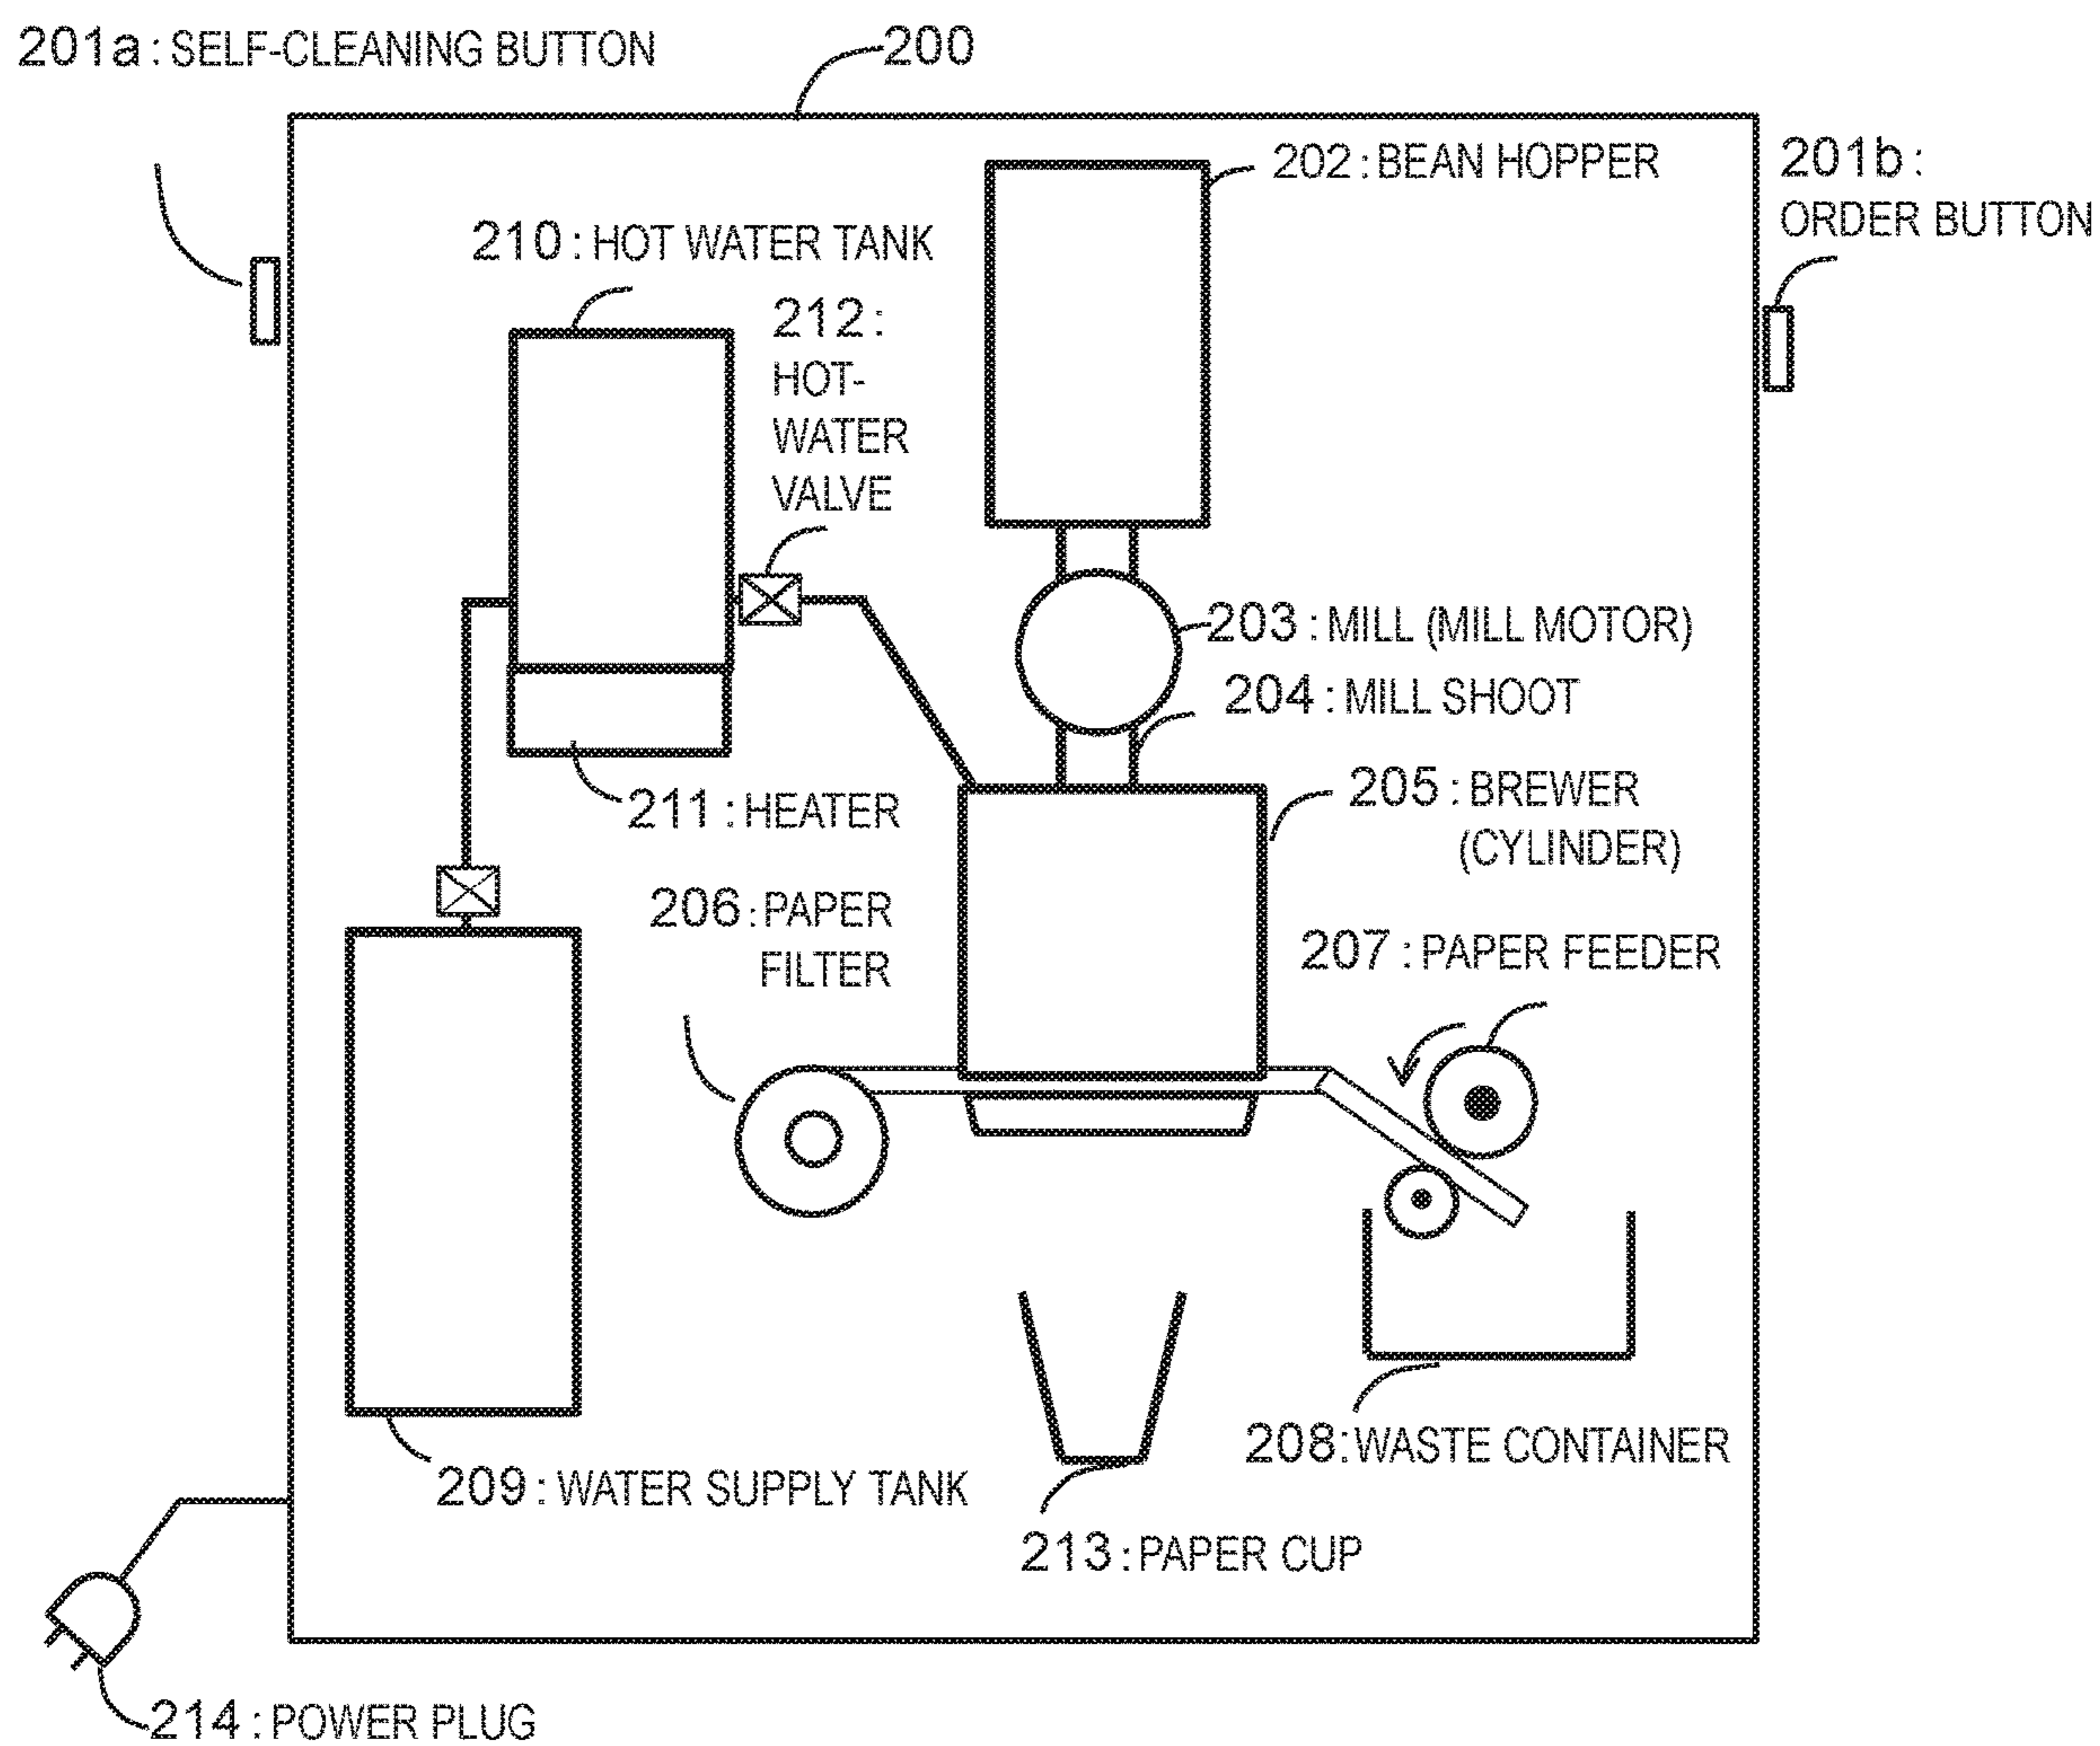 201a : SELF-CLEANING BUTTON
200
202 : BEAN HOPPER
201b :
ORDER BUTTON
210 : HOT WATER TANK
212 :
HOT-
WATER
VALVE
203 : MILL (MILL MOTOR)
204 : MILL SHOOT
205 : BREWER
(CYLINDER)
211 : HEATER
206 : PAPER
FILTER
207 : PAPER FEEDER
208 : WASTE CONTAINER
209 : WATER SUPPLY TANK
213 : PAPER CUP
214 : POWER PLUG